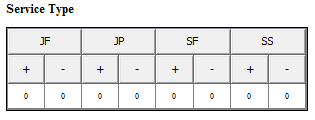 Service Type
JF JP SF SS
+ - + - + - + -
0 0 0 0 0 0 0 0